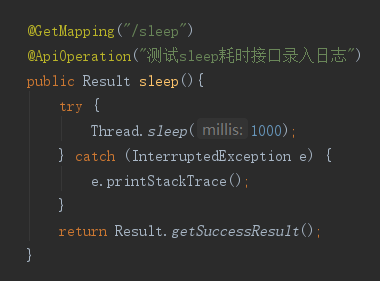 @GetMapping("/sleep")
@ApiOperation("测试sleep耗时接口录入日志")
public Result sleep(){
    try {
        Thread.sleep( millis: 1000);
    } catch (InterruptedException e) {
        e.printStackTrace();
    }
    return Result.getSuccessResult();
}